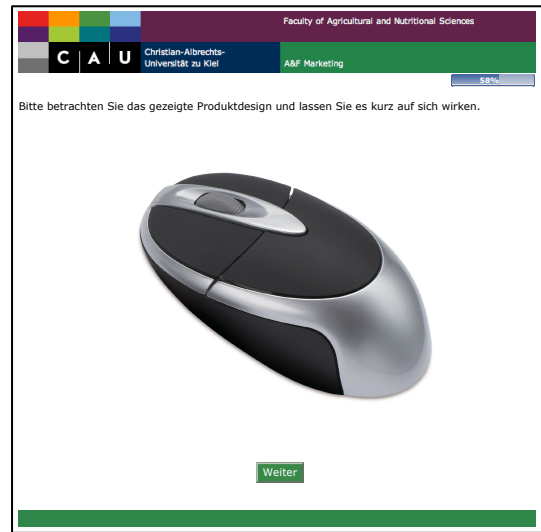 Faculty of Agricultural and Nutritional Sciences
C A U
Christian-Albrechts-
Universität zu Kiel
A&F Marketing
58%
Bitte betrachten Sie das gezeigte Produktdesign und lassen Sie es kurz auf sich wirken.
Weiter